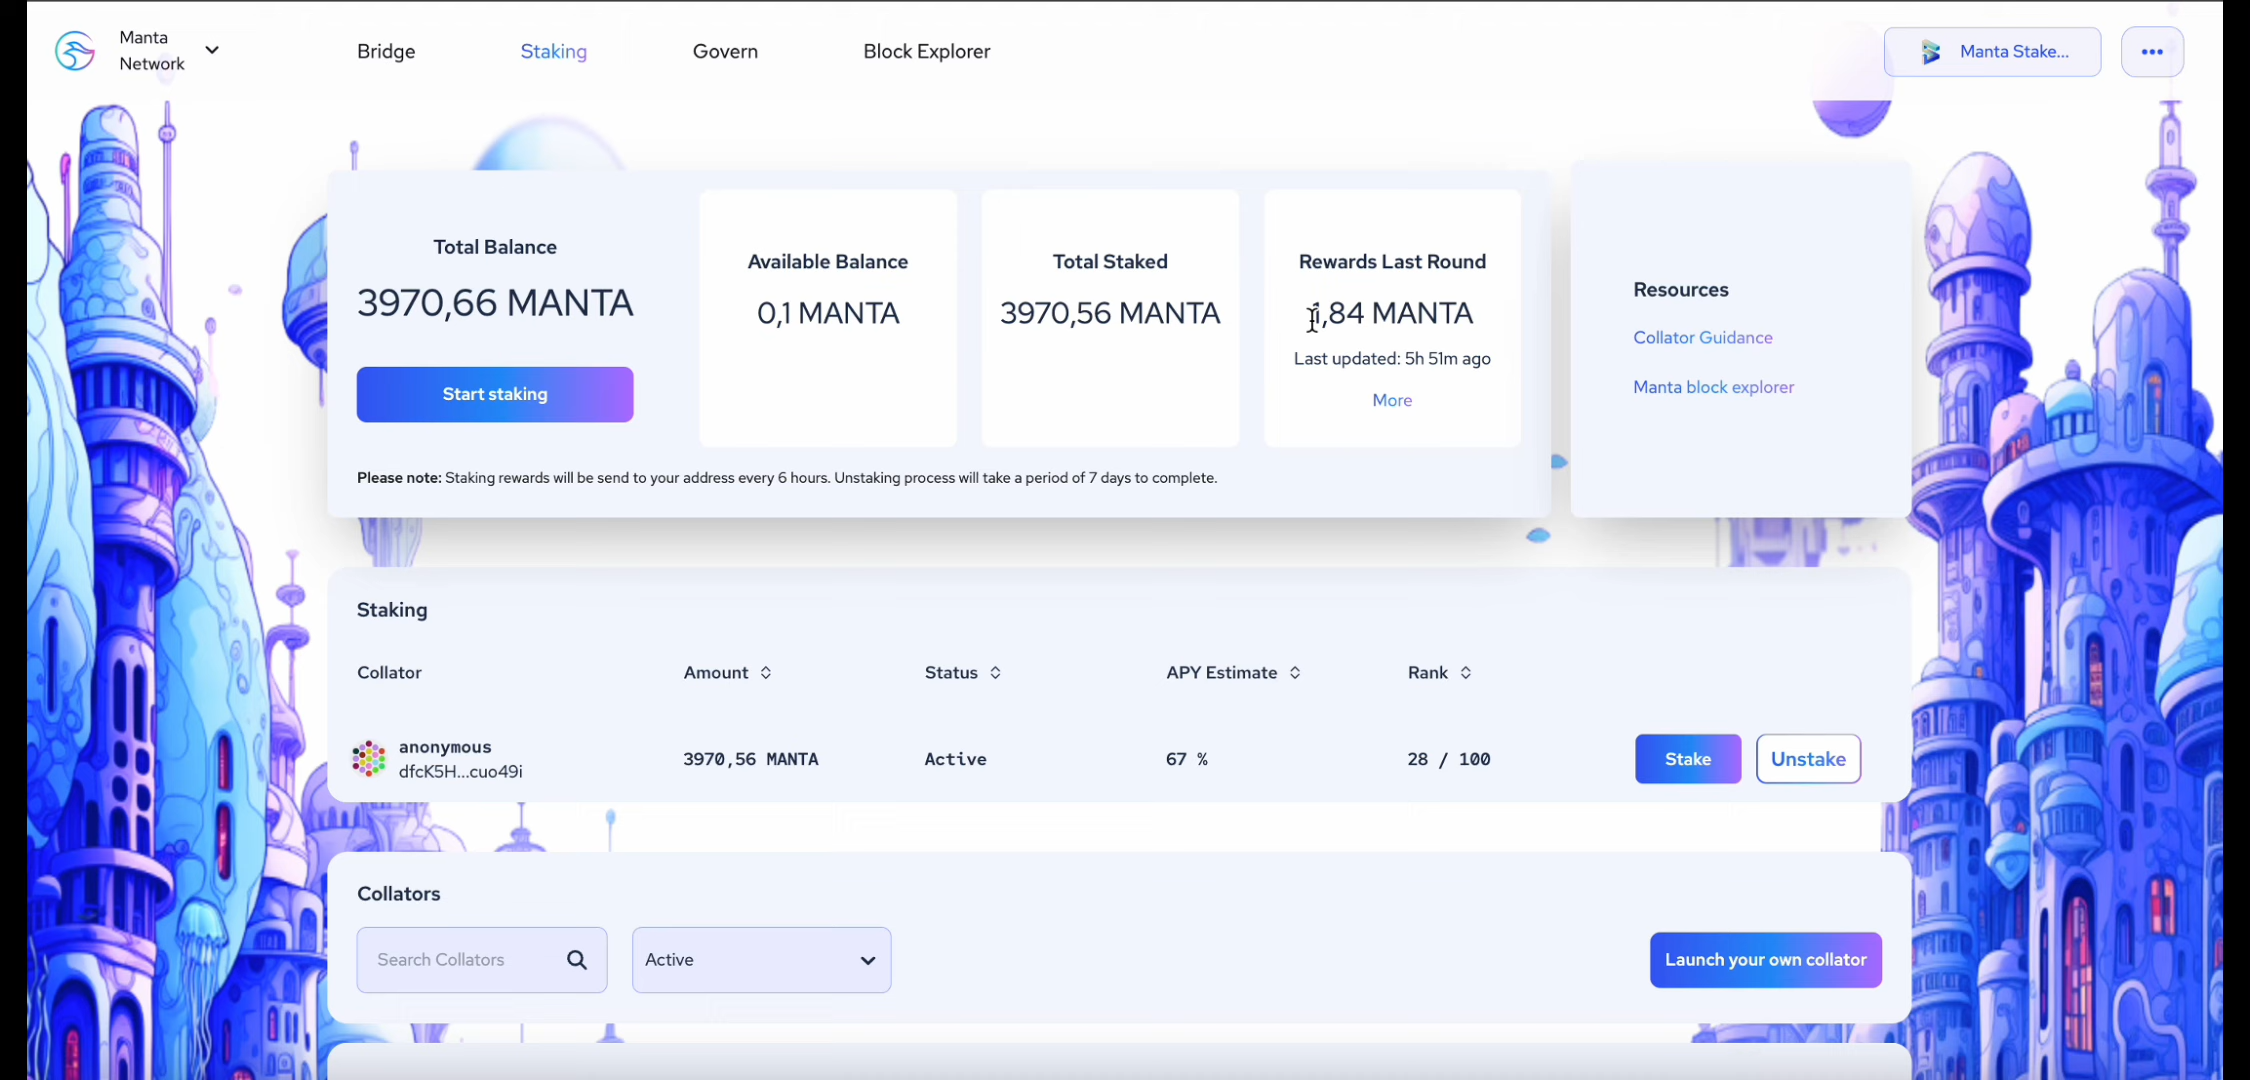 Manta
Network
Bridge
Staking
Govern
Block Explorer
Manta Stake...
Total Balance
3970,66 MANTA
Start staking
Available Balance
0,1 MANTA
Total Staked
3970,56 MANTA
Rewards Last Round
1,84 MANTA
Last updated: 5h 51m ago
More
Please note: Staking rewards will be send to your address every 6 hours. Unstaking process will take a period of 7 days to complete.
Resources
Collator Guidance
Manta block explorer
Staking
Collator
Amount
Status
APY Estimate
Rank
anonymous
dfcK5H...cuo49i
3970,56 MANTA
Active
67 %
28 / 100
Stake
Unstake
Collators
Search Collators
Active
Launch your own collator